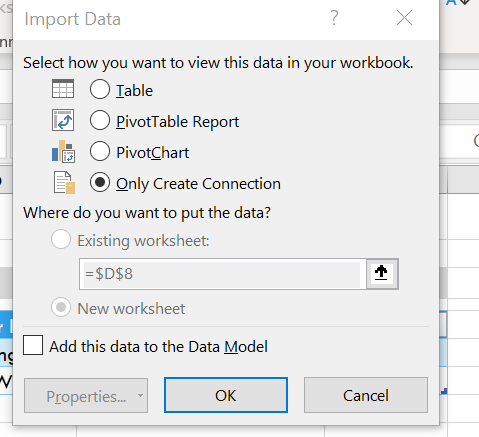 Import Data ?
Select how you want to view this data in your workbook.
Table
PivotTable Report
PivotChart
Only Create Connection
Where do you want to put the data?
Existing worksheet:
=$D$8
New worksheet
Add this data to the Data Model
Properties...
OK
Cancel